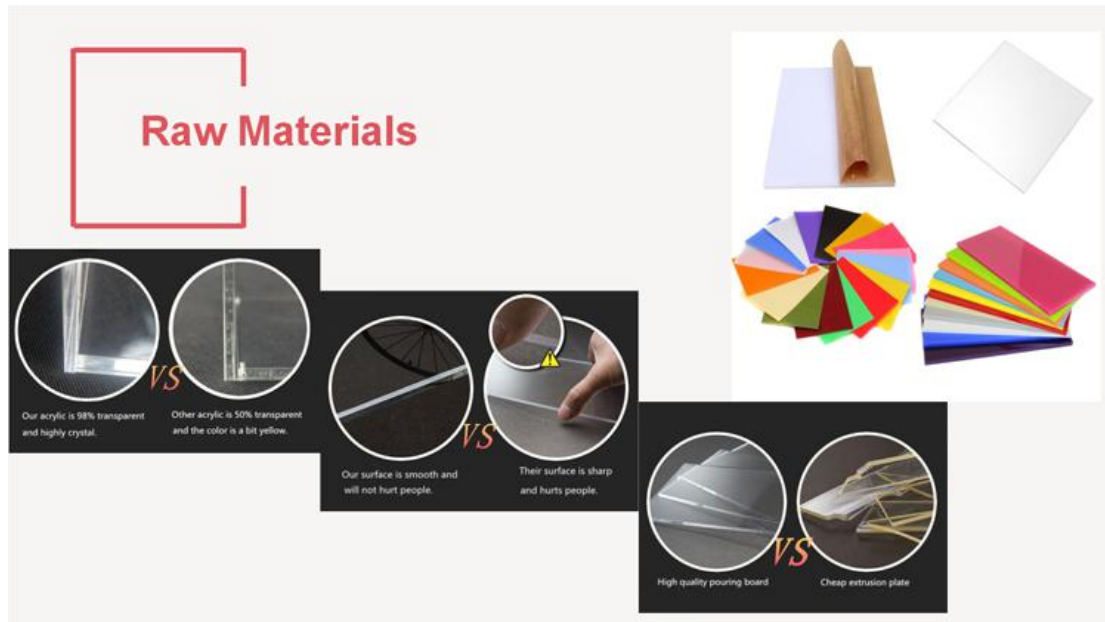 Raw Materials
VS
Our acrylic is 98% transparent
and highly crystal.
Other acrylic is 50% transparent
and the color is a bit yellow.
VS
Our surface is smooth and
will not hurt people.
Their surface is sharp
and hurts people.
VS
High quality pouring board
Cheap extrusion plate